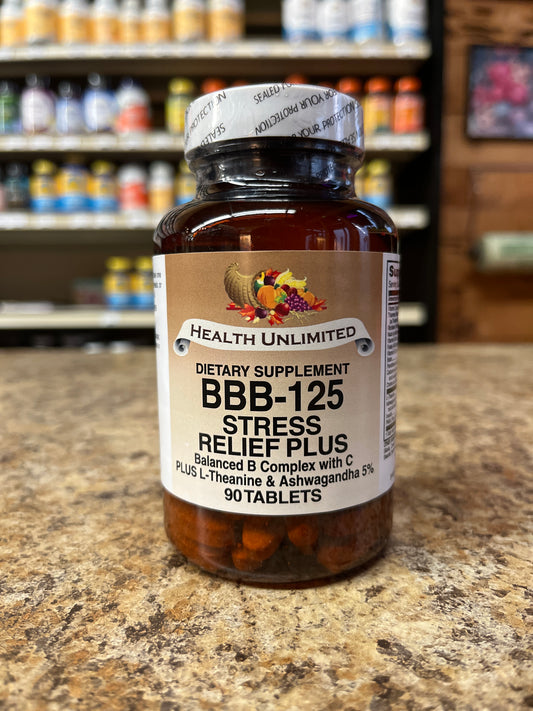 SEALED FOR YOUR PROTECTION
HEALTH UNLIMITED
DIETARY SUPPLEMENT
BBB-125
STRESS
RELIEF PLUS
Balanced B Complex with C
PLUS L-Theanine & Ashwagandha 5%
90 TABLETS